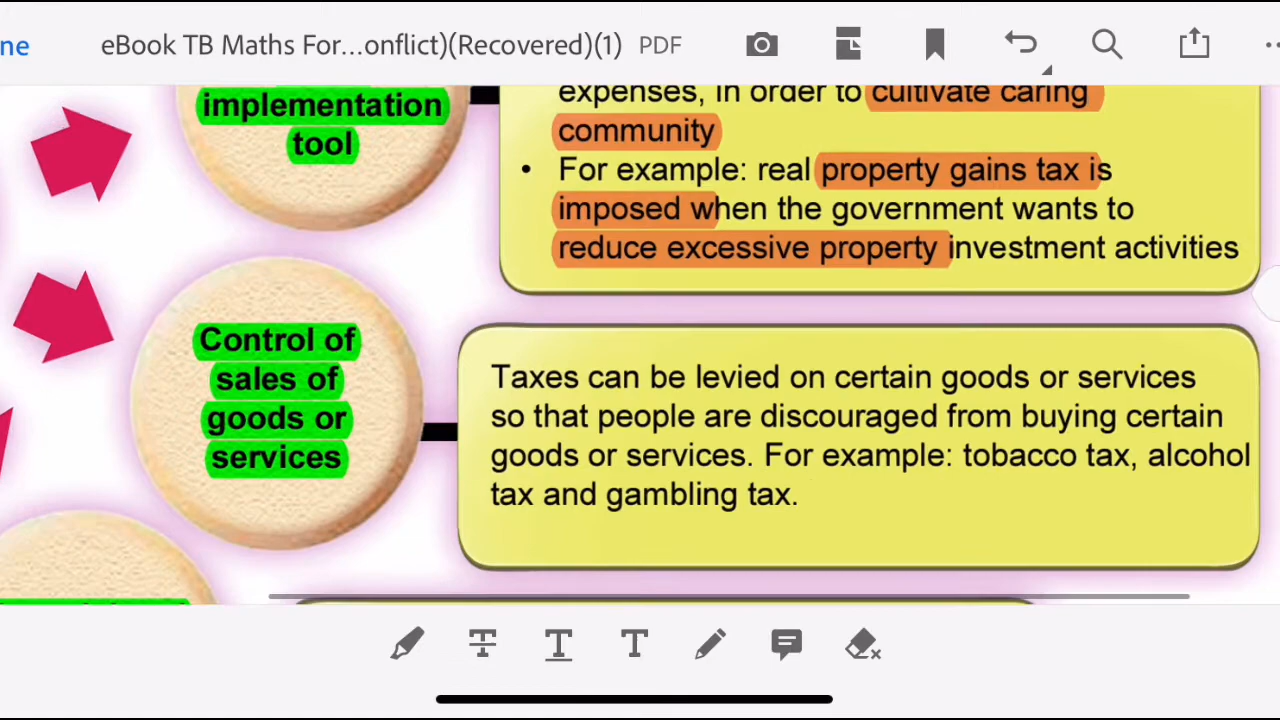 ne
eBook TB Maths For...onflict)(Recovered)(1) PDF
implementation
tool
expenses, in order to cultivate caring
community
• For example: real property gains tax is
imposed when the government wants to
reduce excessive property investment activities
Control of
sales of
goods or
services
Taxes can be levied on certain goods or services
so that people are discouraged from buying certain
goods or services. For example: tobacco tax, alcohol
tax and gambling tax.